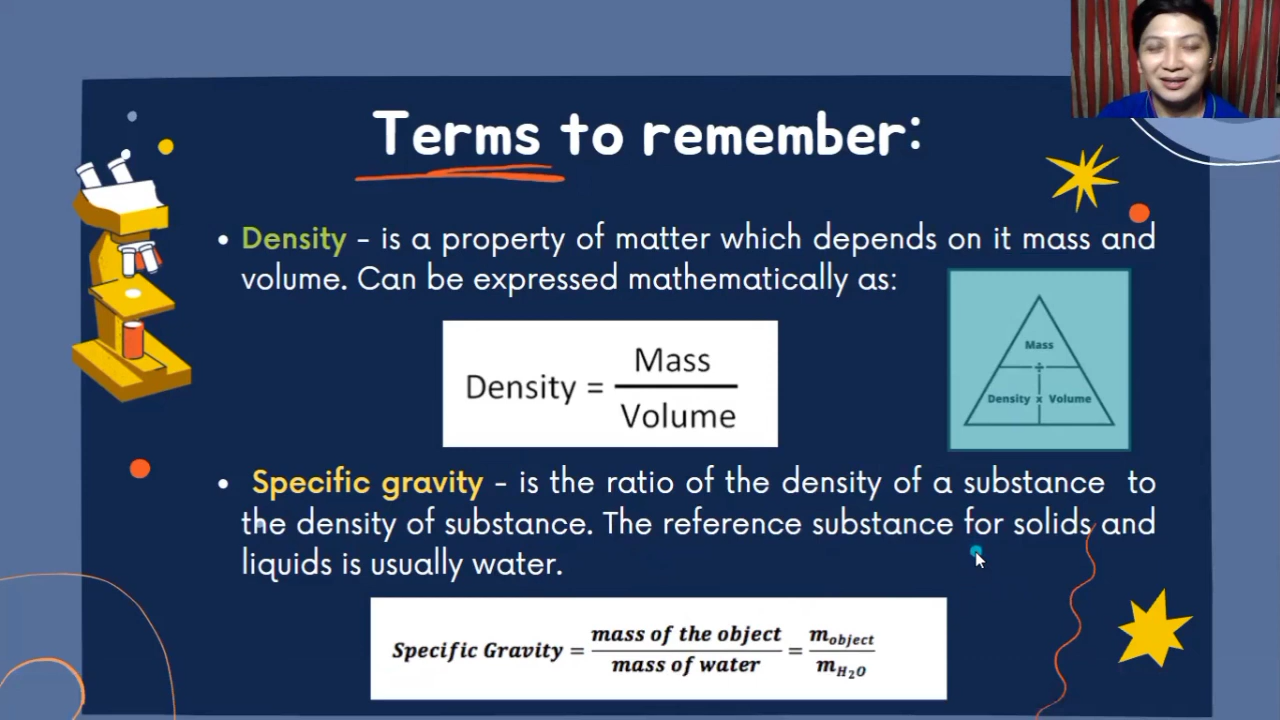 Terms to remember:
Density - is a property of matter which depends on it mass and
volume. Can be expressed mathematically as:
Density = Mass
Volume
Mass
÷
Density x Volume
Specific gravity - is the ratio of the density of a substance to
the density of substance. The reference substance for solids and
liquids is usually water.
Specific Gravity = mass of the object / mass of water = m object / m H₂O